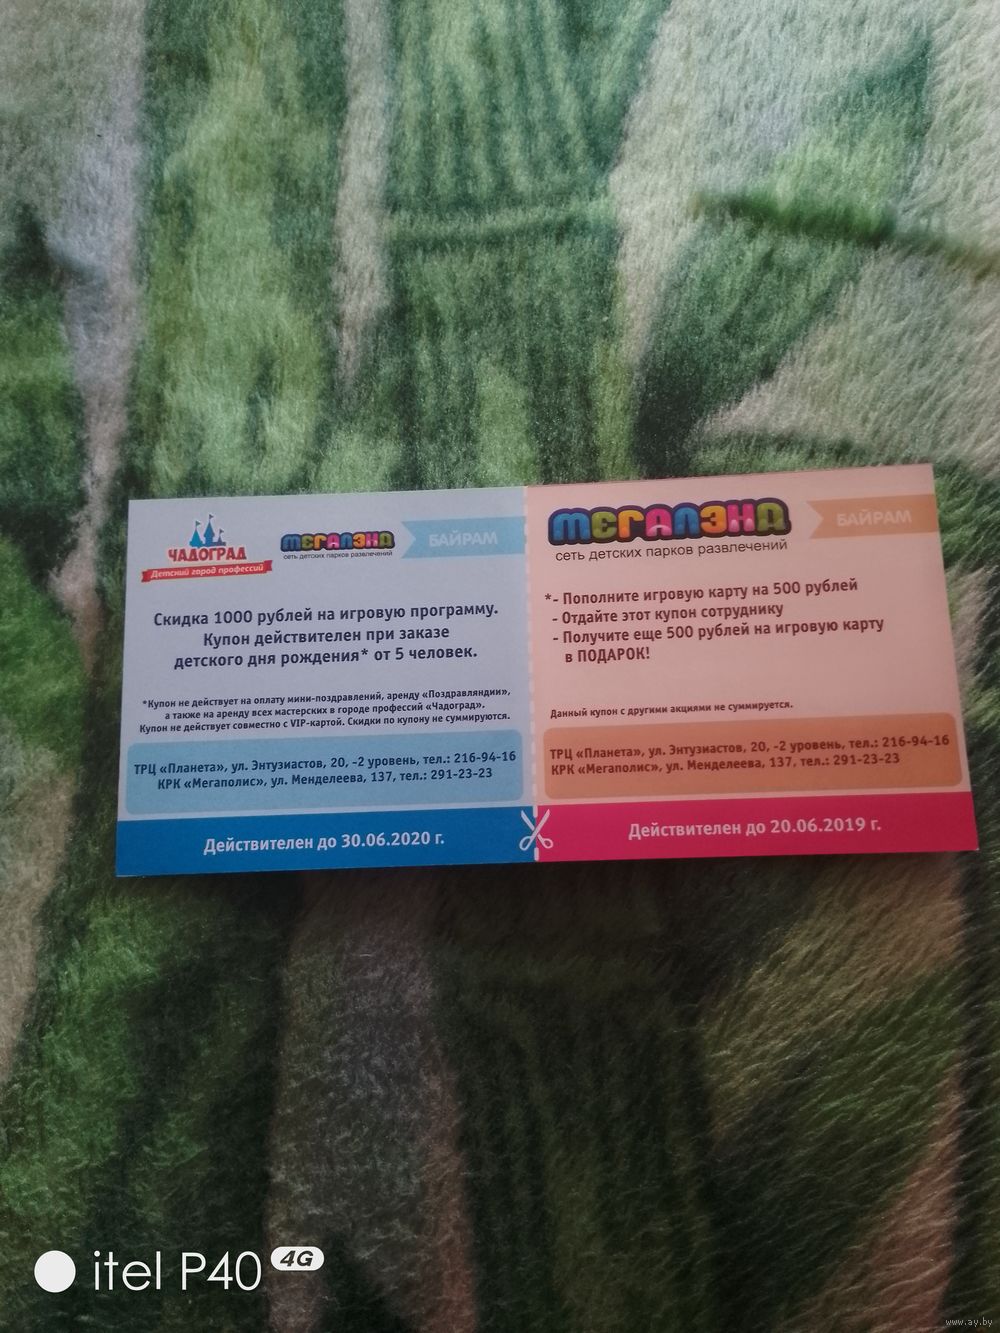 ЧАДОГРАД
Детский город профессий
МЕГАЛЭНД
сеть детских парков развлечений
БАЙРАМ
Скидка 1000 рублей на игровую программу.
Купон действителен при заказе
детского дня рождения* от 5 человек.
*Купон не действует на оплату мини-поздравлений, аренду «Поздравляндии»,
а также на аренду всех мастерских в городе профессий «Чадоград».
Купон не действует совместно с VIP-картой. Скидки по купону не суммируются.
ТРЦ «Планета», ул. Энтузиастов, 20, -2 уровень, тел.: 216-94-16
КРК «Мегаполис», ул. Менделеева, 137, тел.: 291-23-23
Действителен до 30.06.2020 г.
МЕГАЛЭНД
сеть детских парков развлечений
БАЙРАМ
*- Пополните игровую карту на 500 рублей
- Отдайте этот купон сотруднику
- Получите еще 500 рублей на игровую карту
в ПОДАРОК!
Данный купон с другими акциями не суммируется.
ТРЦ «Планета», ул. Энтузиастов, 20, -2 уровень, тел.: 216-94-16
КРК «Мегаполис», ул. Менделеева, 137, тел.: 291-23-23
Действителен до 20.06.2019 г.
itel P40 4G
www.ay.by